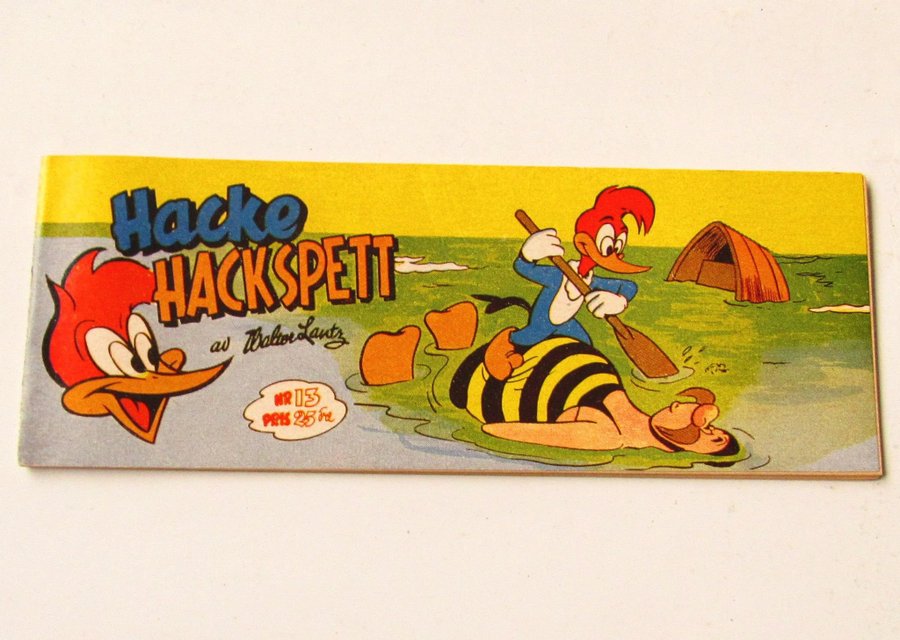 Hacke
HACKSPETT
av Walter Lantz
NR 13
PRIS 25 öre